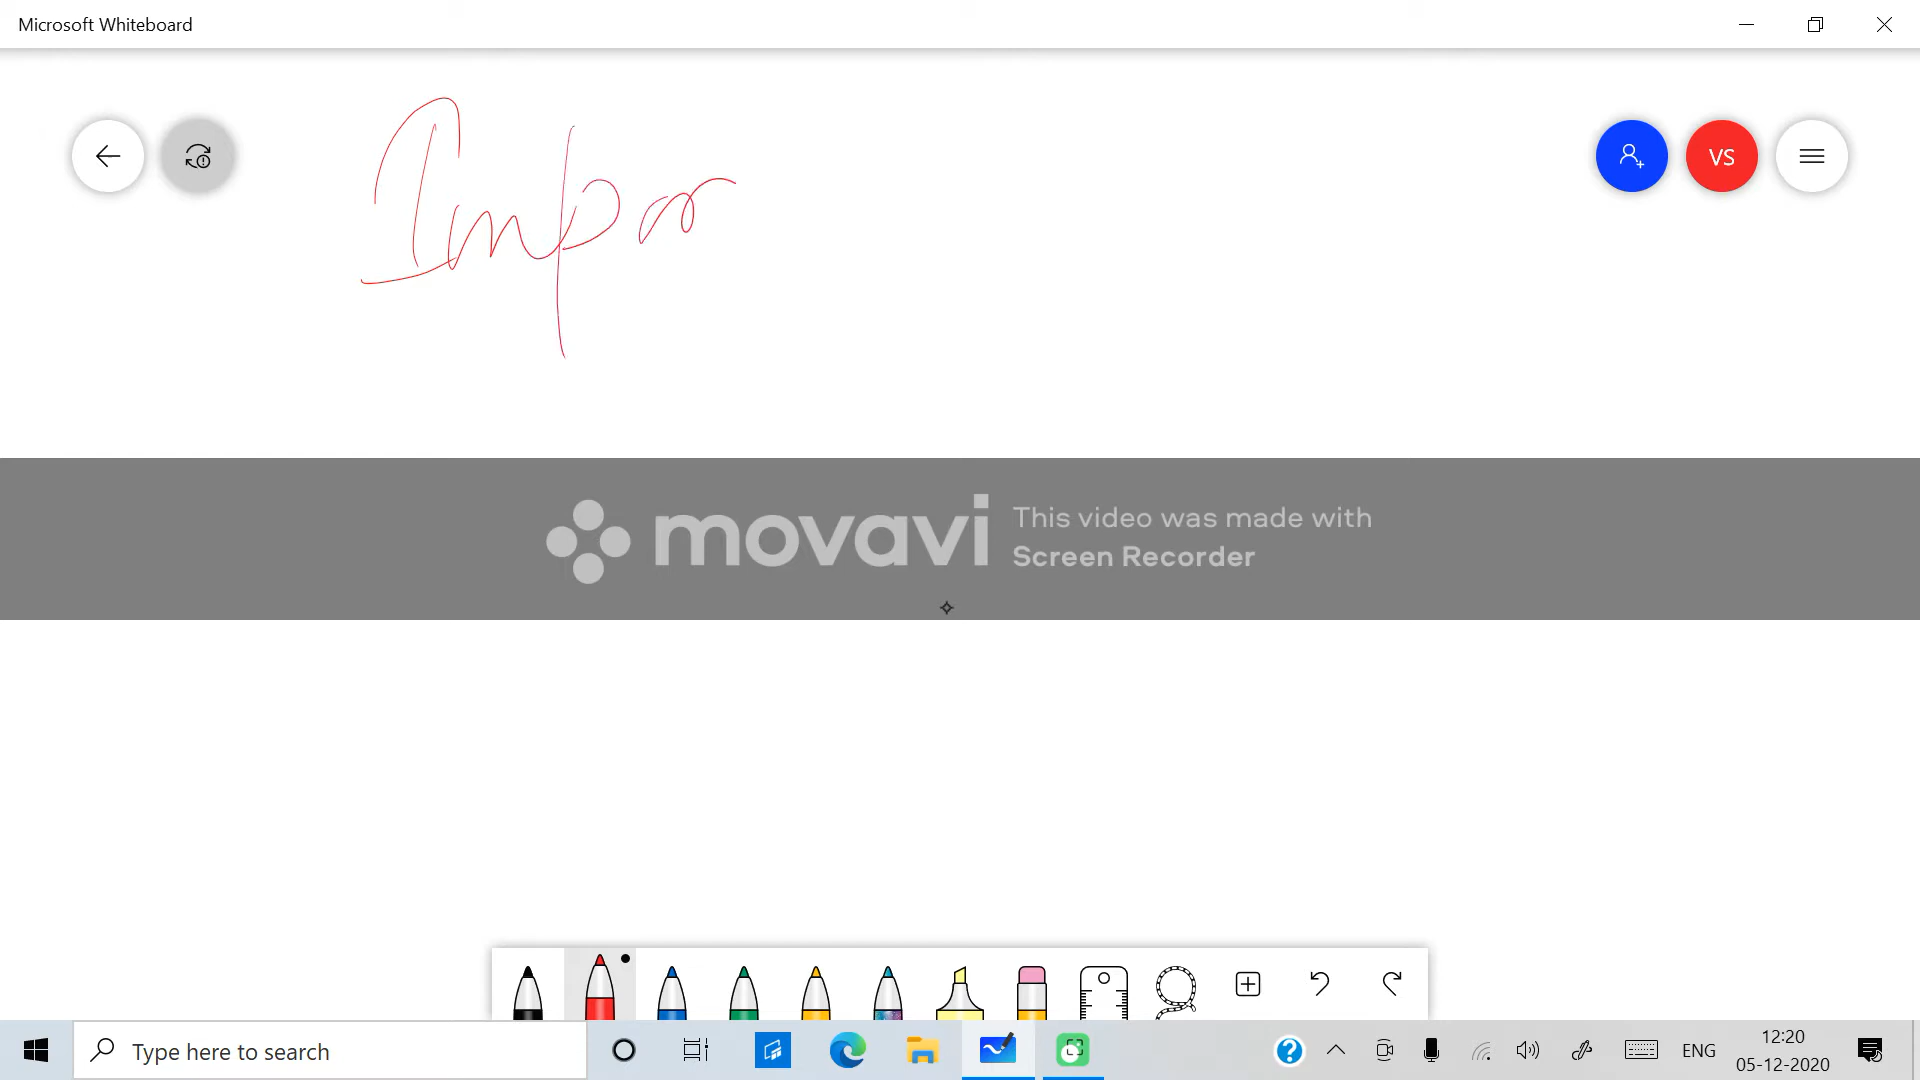 Microsoft Whiteboard
Impor
VS
movavi
This video was made with
Screen Recorder
Type here to search
ENG
12:20
05-12-2020